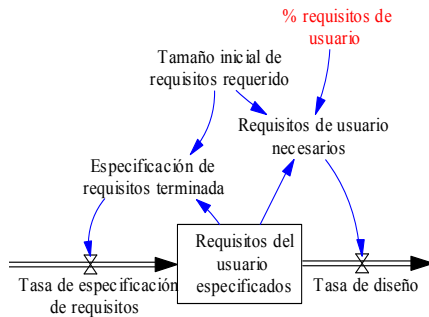 % requisitos de
usuario
Tamaño inicial de
requisitos requerido
Requisitos de usuario
necesarios
Especificación de
requisitos terminada
Requisitos del
usuario
especificados
Tasa de especificación
de requisitos
Tasa de diseño